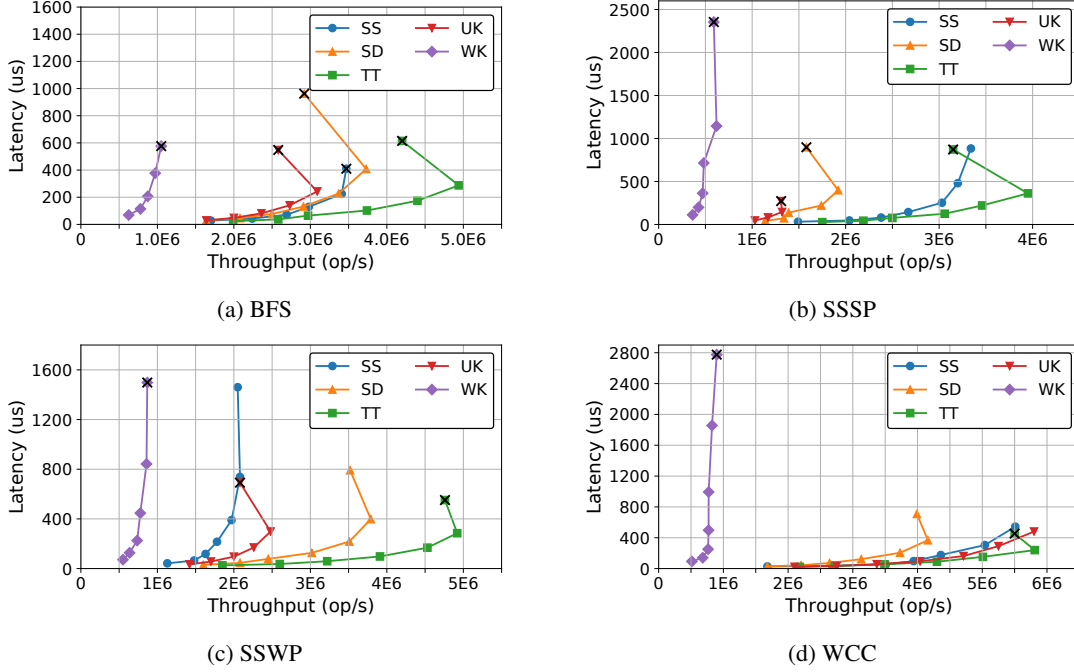 1600
1400
1200
1000
800
600
400
200
0
Latency (us)
SS
SD
TT
UK
WK
0
1.0E6
2.0E6
3.0E6
4.0E6
5.0E6
Throughput (op/s)
(a) BFS
2500
2000
1500
1000
500
0
Latency (us)
SS
SD
TT
UK
WK
0
1E6
2E6
3E6
4E6
Throughput (op/s)
(b) SSSP
1600
1200
800
400
0
Latency (us)
SS
SD
TT
UK
WK
0
1E6
2E6
3E6
4E6
5E6
Throughput (op/s)
(c) SSWP
2800
2400
2000
1600
1200
800
400
0
Latency (us)
SS
SD
TT
UK
WK
0
1E6
2E6
3E6
4E6
5E6
6E6
Throughput (op/s)
(d) WCC